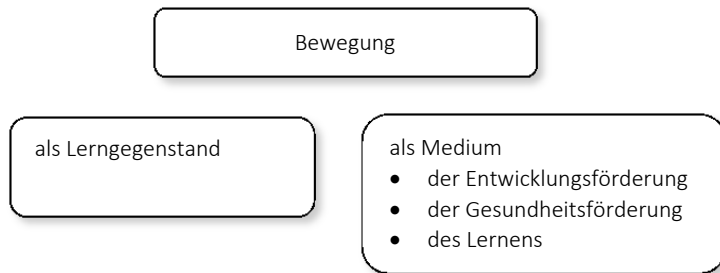 Bewegung
als Lerngegenstand
als Medium
• der Entwicklungsförderung
• der Gesundheitsförderung
• des Lernens